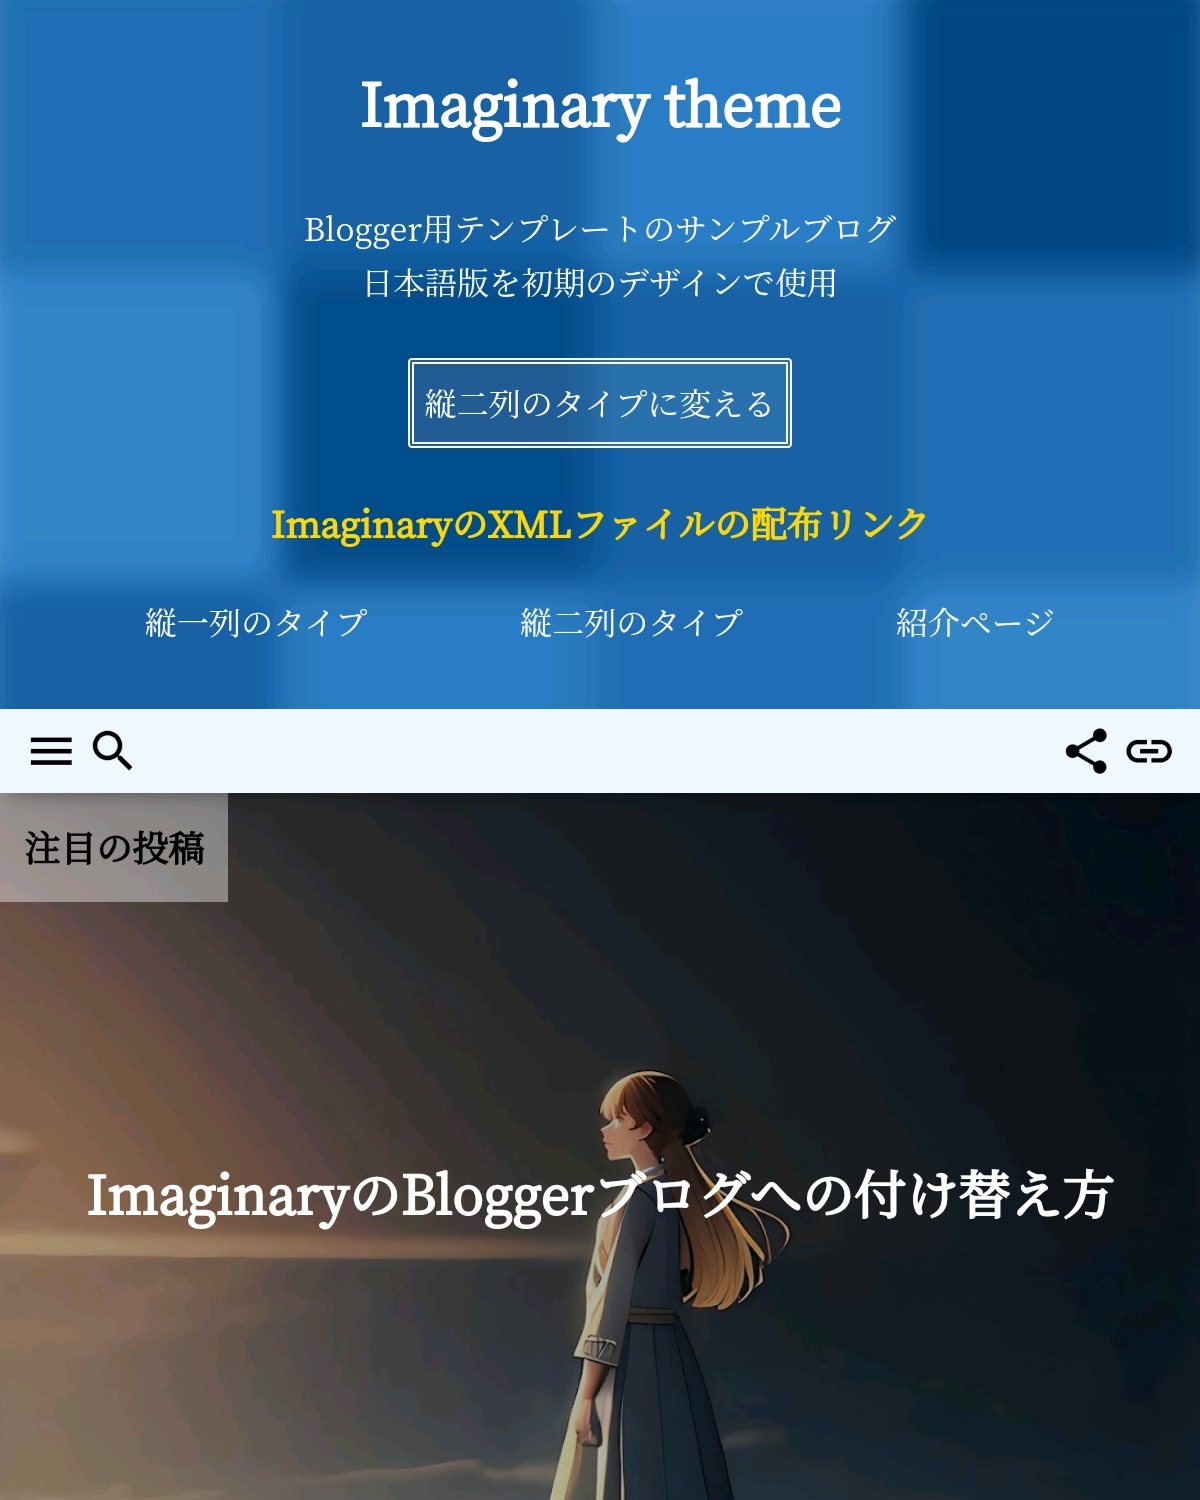 Imaginary theme
Blogger用テンプレートのサンプルブログ
日本語版を初期のデザインで使用
縦二列のタイプに変える
ImaginaryのXMLファイルの配布リンク
縦一列のタイプ 縦二列のタイプ 紹介ページ
注目の投稿
ImaginaryのBloggerブログへの付け替え方